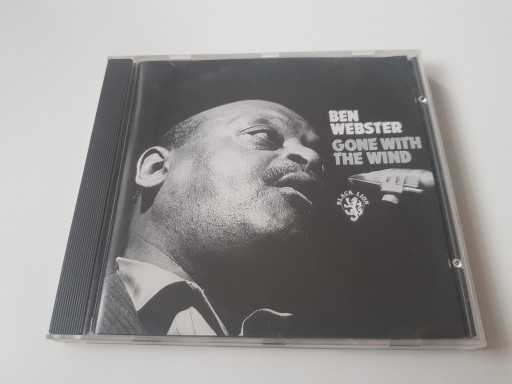 BEN
WEBSTER
GONE WITH
THE WIND
BLACK LION